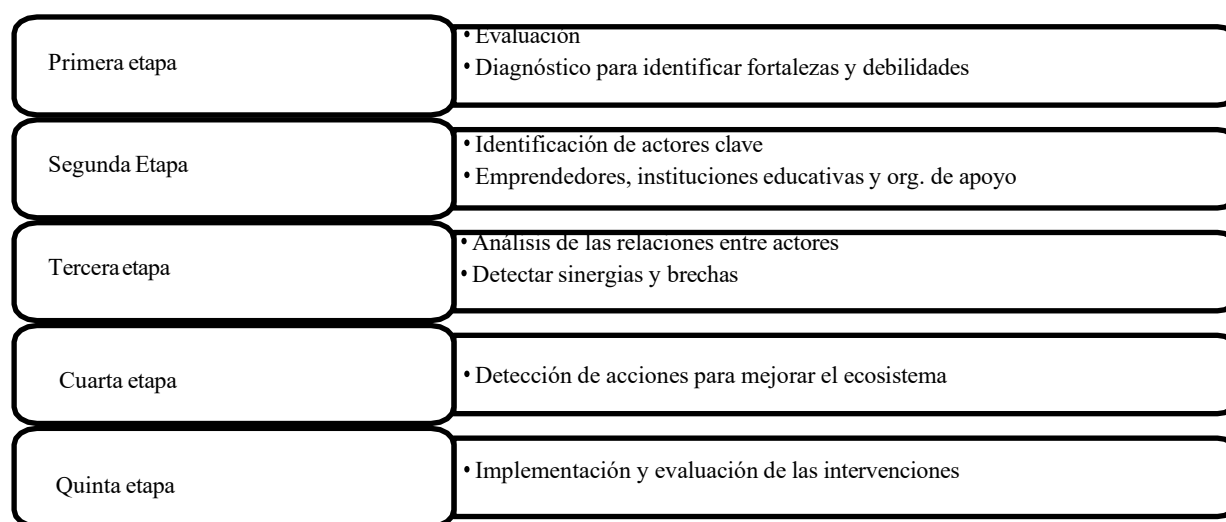 Primera etapa
• Evaluación
• Diagnóstico para identificar fortalezas y debilidades
Segunda Etapa
• Identificación de actores clave
• Emprendedores, instituciones educativas y org. de apoyo
Tercera etapa
• Análisis de las relaciones entre actores
• Detectar sinergias y brechas
Cuarta etapa
• Detección de acciones para mejorar el ecosistema
Quinta etapa
• Implementación y evaluación de las intervenciones